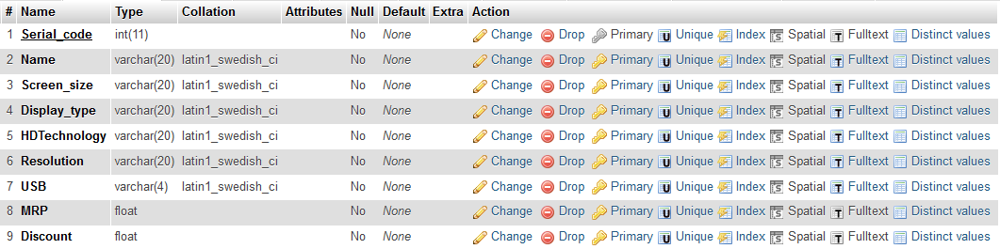 # Name Type Collation Attributes Null Default Extra Action
1 Serial_code int(11) No None Change Drop Primary Unique Index Spatial Fulltext Distinct values
2 Name varchar(20) latin1_swedish_ci No None Change Drop Primary Unique Index Spatial Fulltext Distinct values
3 Screen_size varchar(20) latin1_swedish_ci No None Change Drop Primary Unique Index Spatial Fulltext Distinct values
4 Display_type varchar(20) latin1_swedish_ci No None Change Drop Primary Unique Index Spatial Fulltext Distinct values
5 HDTechnology varchar(20) latin1_swedish_ci No None Change Drop Primary Unique Index Spatial Fulltext Distinct values
6 Resolution varchar(20) latin1_swedish_ci No None Change Drop Primary Unique Index Spatial Fulltext Distinct values
7 USB varchar(4) latin1_swedish_ci No None Change Drop Primary Unique Index Spatial Fulltext Distinct values
8 MRP float No None Change Drop Primary Unique Index Spatial Fulltext Distinct values
9 Discount float No None Change Drop Primary Unique Index Spatial Fulltext Distinct values